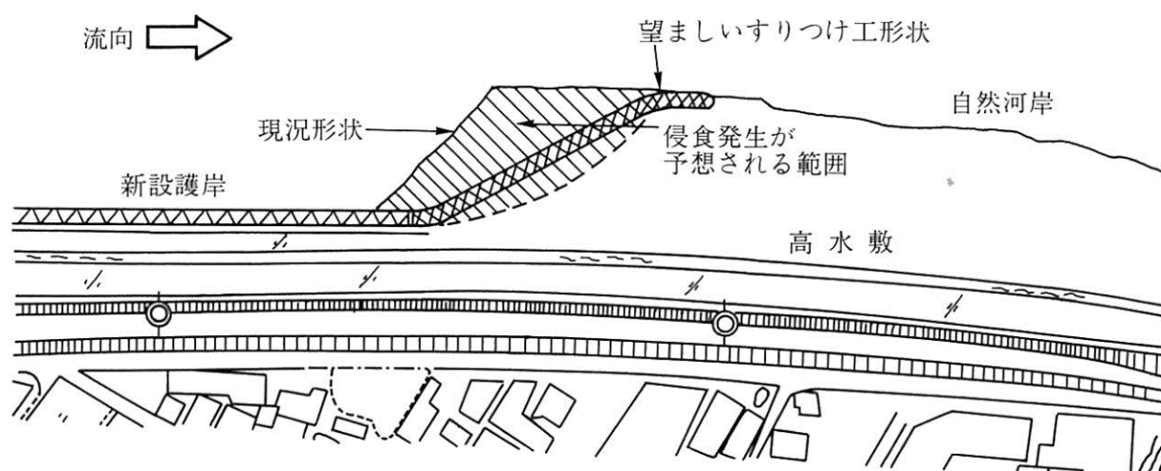 流向
望ましいすりつけ工形状
自然河岸
現況形状
侵食発生が
予想される範囲
新設護岸
高水敷